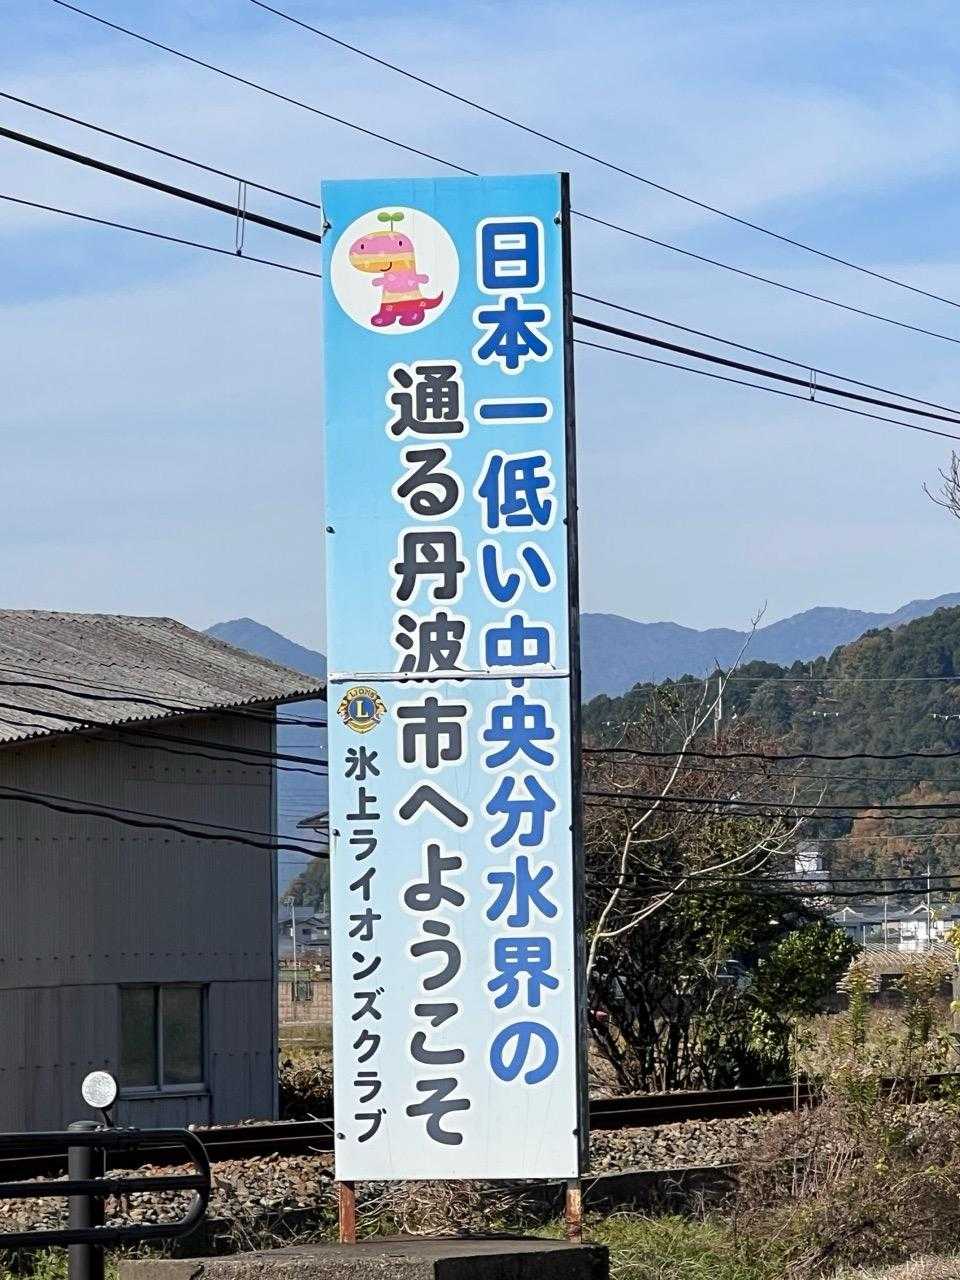 日本一低い中央分水界の
通る丹波市へようこそ
LIONS
L
氷上ライオンズクラブ